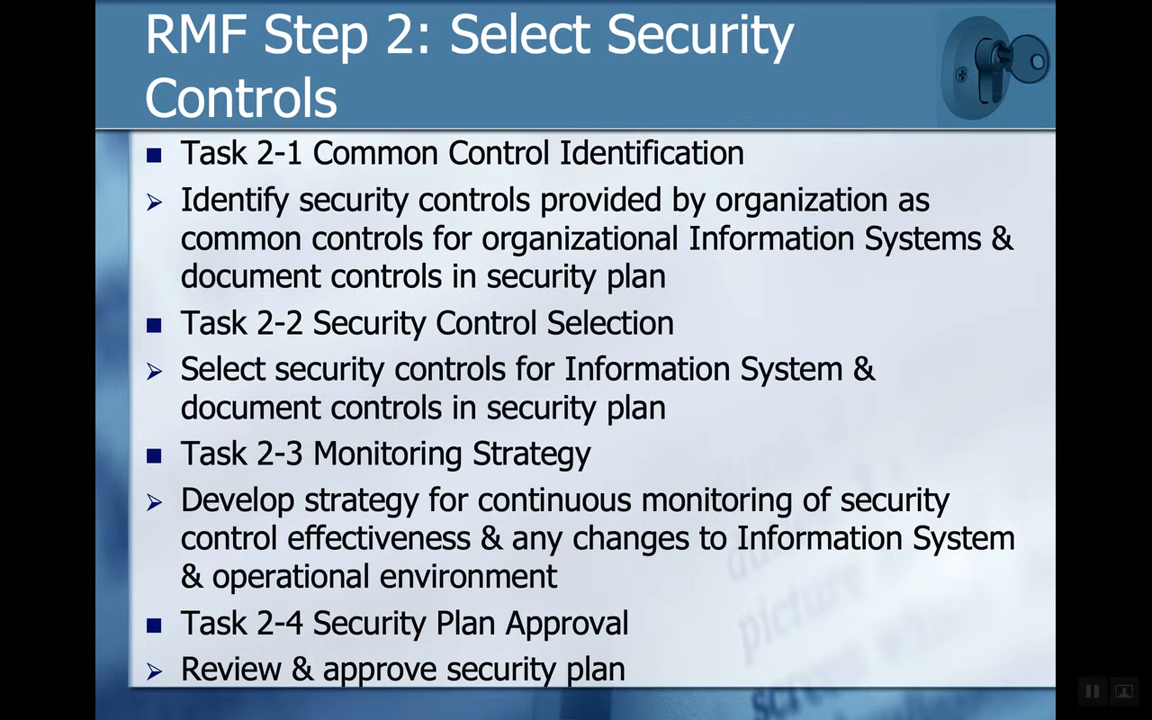 RMF Step 2: Select Security
Controls
Task 2-1 Common Control Identification
Identify security controls provided by organization as
common controls for organizational Information Systems &
document controls in security plan
Task 2-2 Security Control Selection
Select security controls for Information System &
document controls in security plan
Task 2-3 Monitoring Strategy
Develop strategy for continuous monitoring of security
control effectiveness & any changes to Information System
& operational environment
Task 2-4 Security Plan Approval
Review & approve security plan
picture
screen